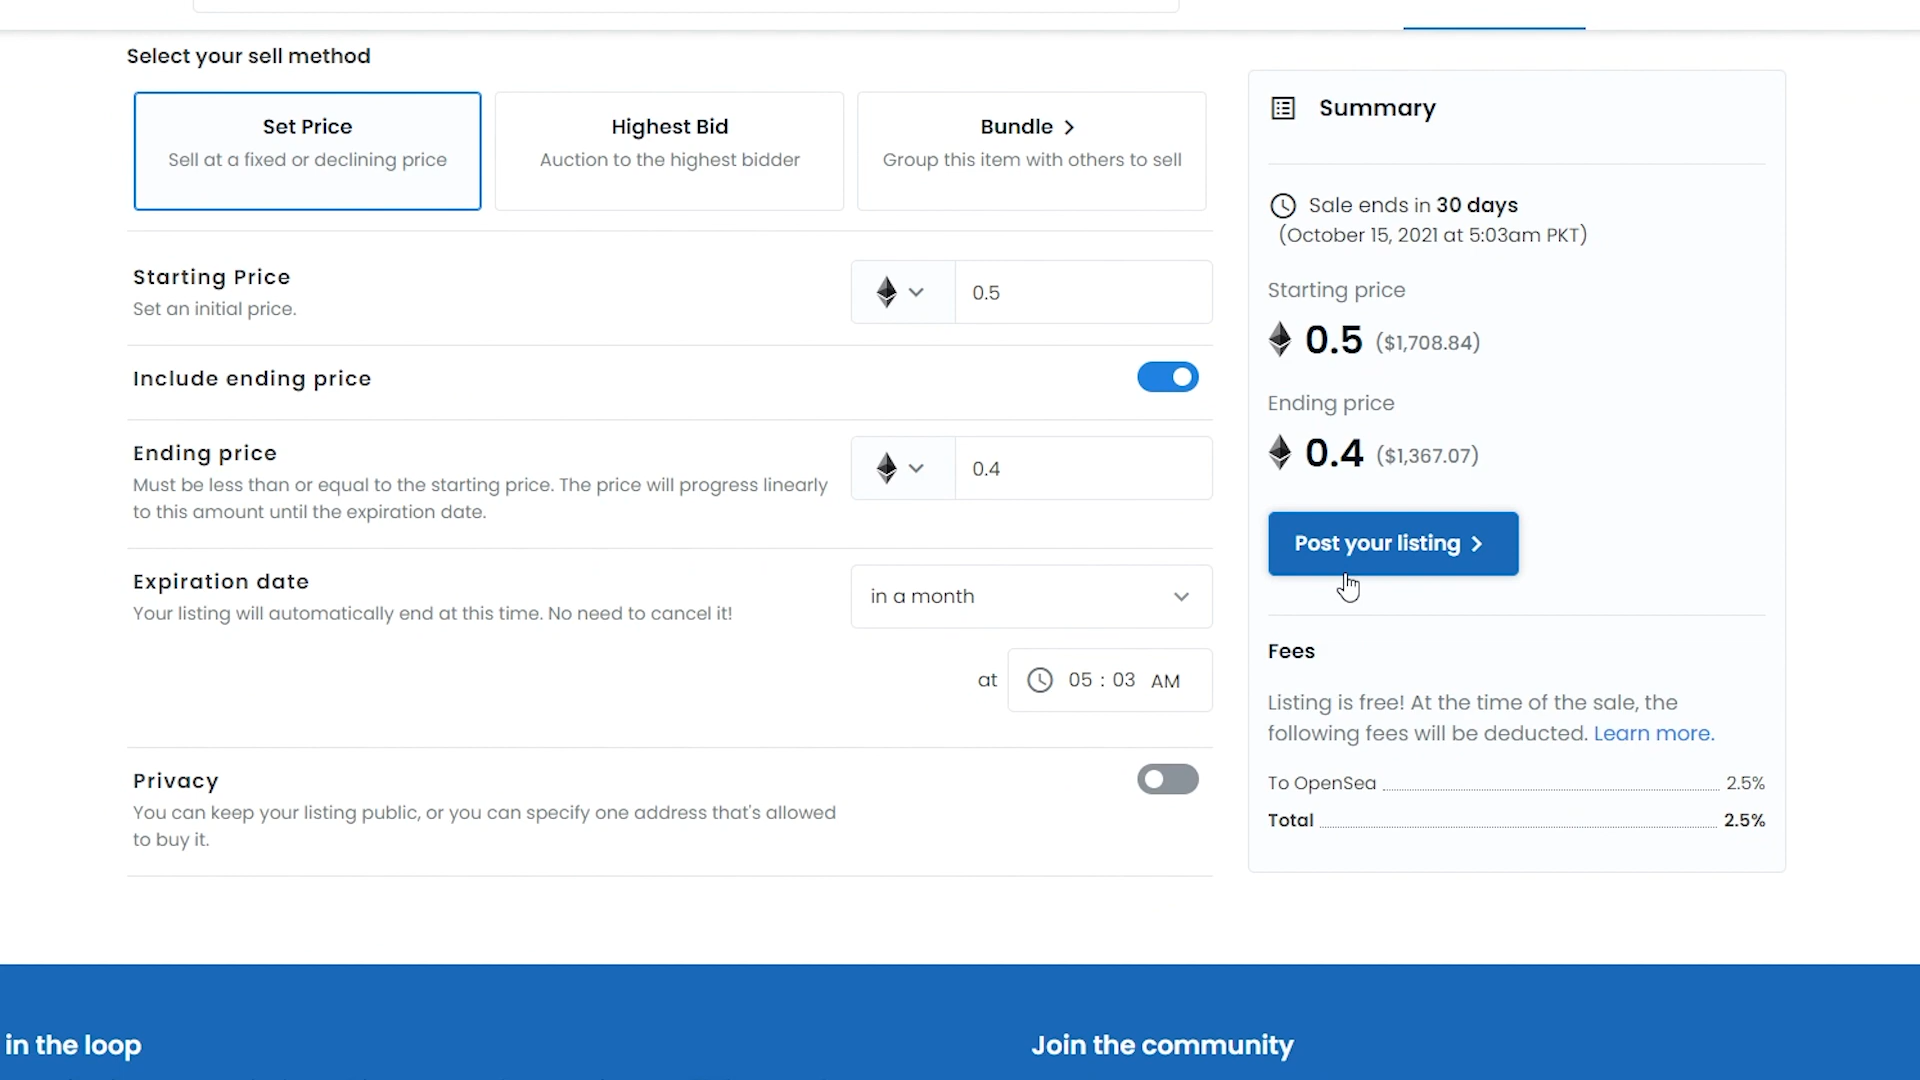 Select your sell method
Set Price
Sell at a fixed or declining price
Highest Bid
Auction to the highest bidder
Bundle >
Group this item with others to sell
Starting Price
Set an initial price.
0.5
Include ending price
Ending price
Must be less than or equal to the starting price. The price will progress linearly
to this amount until the expiration date.
0.4
Expiration date
Your listing will automatically end at this time. No need to cancel it!
in a month
at 05 : 03 AM
Privacy
You can keep your listing public, or you can specify one address that's allowed
to buy it.
Summary
Sale ends in 30 days
(October 15, 2021 at 5:03am PKT)
Starting price
0.5 ($1,708.84)
Ending price
0.4 ($1,367.07)
Post your listing >
Fees
Listing is free! At the time of the sale, the
following fees will be deducted. Learn more.
To OpenSea 2.5%
Total 2.5%
in the loop
Join the community